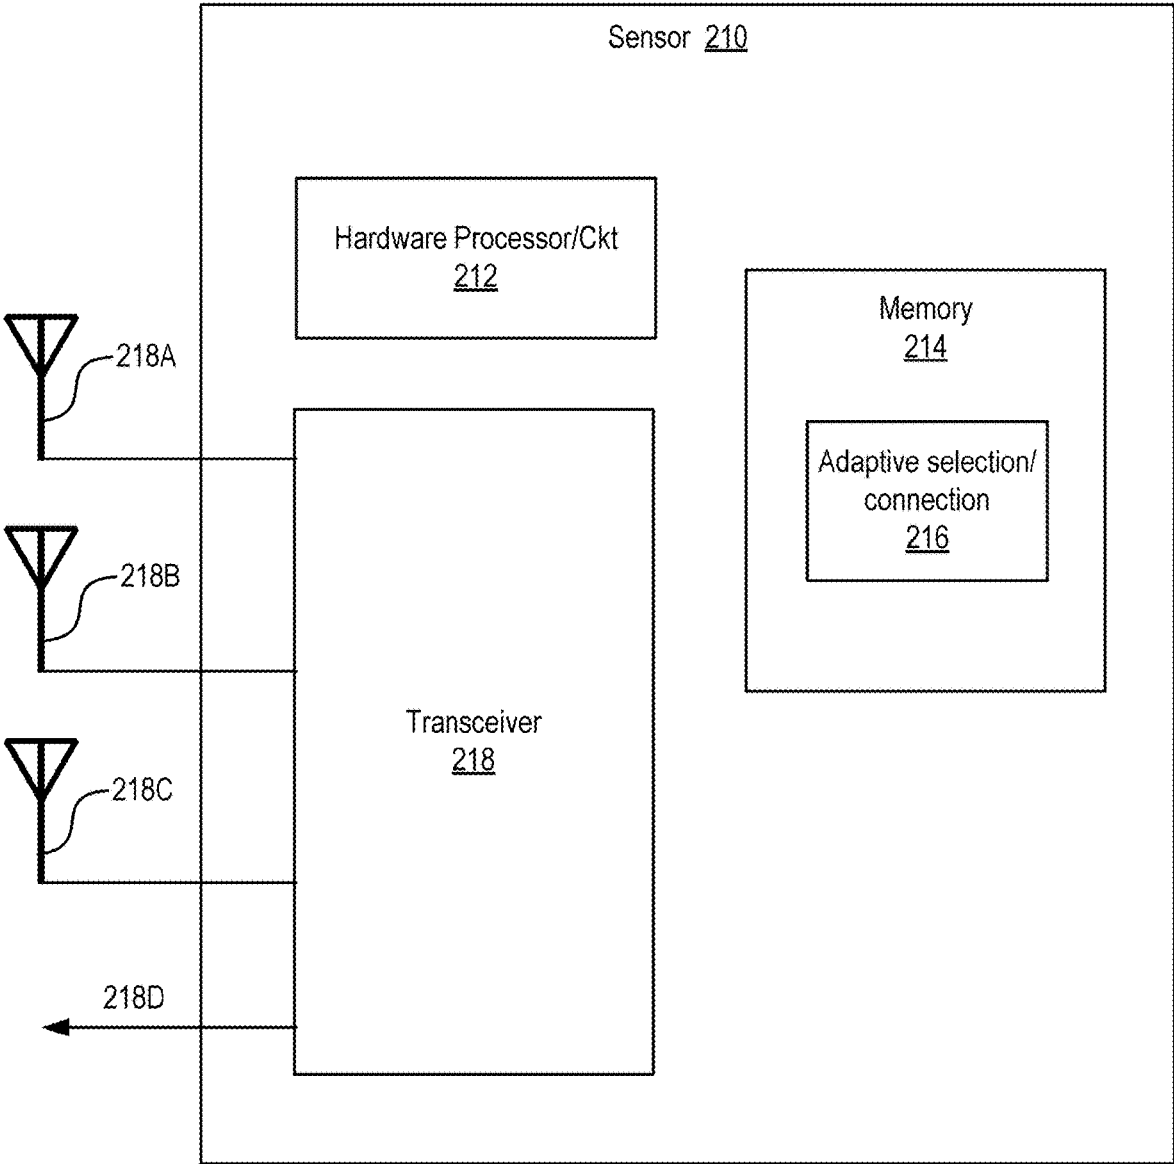 Sensor 210
Hardware Processor/Ckt
212
Memory
214
218A
Adaptive selection/
connection
216
218B
Transceiver
218
218C
218D